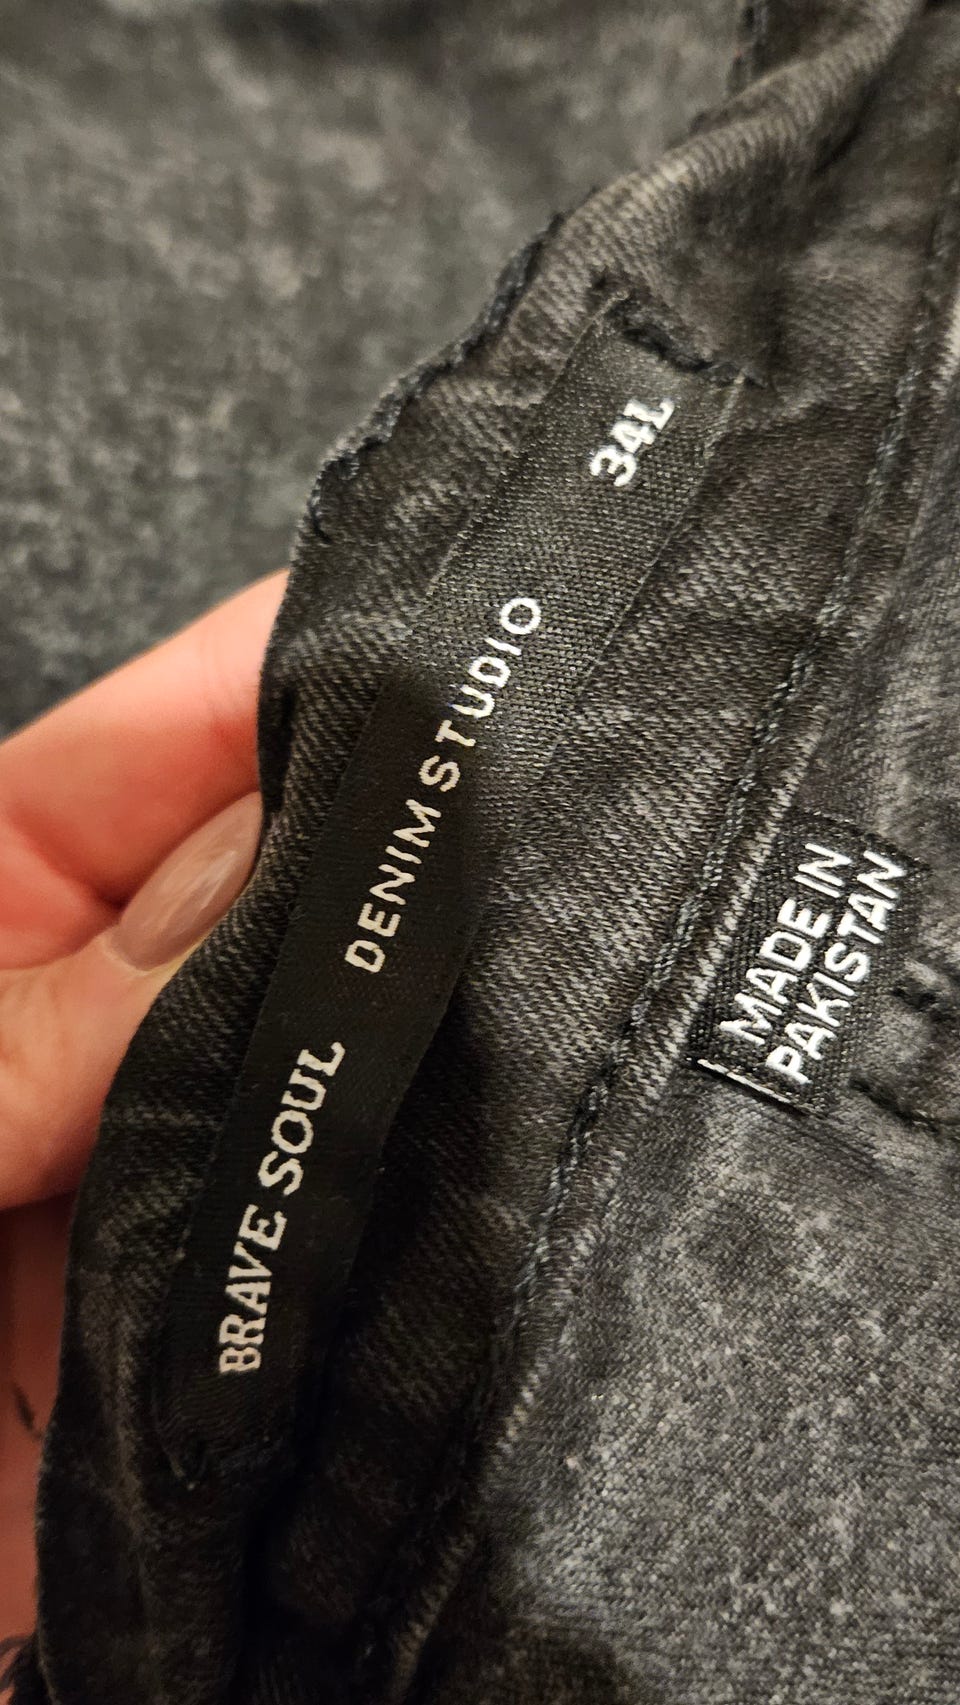 BRAVE SOUL DENIM STUDIO 34L
MADE IN
PAKISTAN